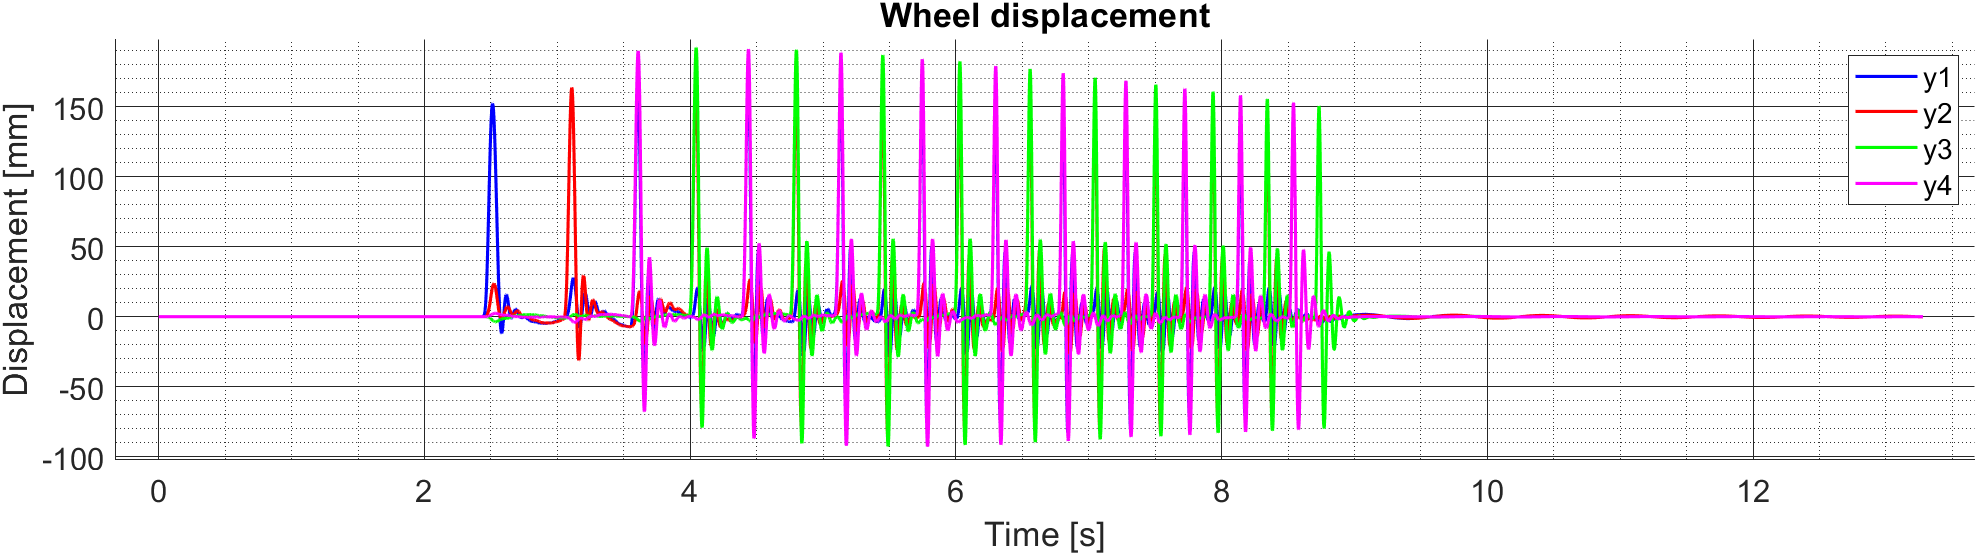 Wheel displacement
Displacement [mm]
150
100
50
0
-50
-100
0 2 4 6 8 10 12
Time [s]
y1
y2
y3
y4